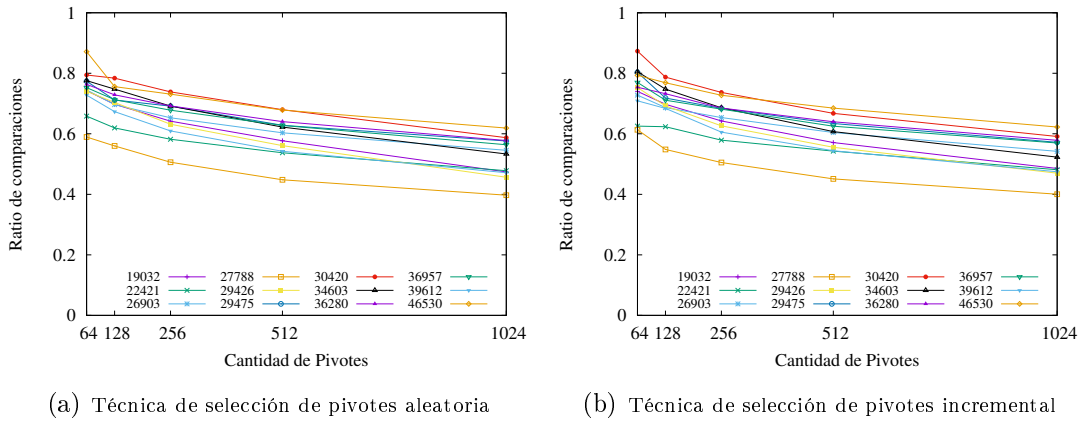 1
0.8
0.6
0.4
0.2
0
Ratio de comparaciones
19032 27788 30420 36957
22421 29426 34603 39612
26903 29475 36280 46530
64 128 256 512 1024
Cantidad de Pivotes
(a) Técnica de selección de pivotes aleatoria
1
0.8
0.6
0.4
0.2
0
Ratio de comparaciones
19032 27788 30420 36957
22421 29426 34603 39612
26903 29475 36280 46530
64 128 256 512 1024
Cantidad de Pivotes
(b) Técnica de selección de pivotes incremental